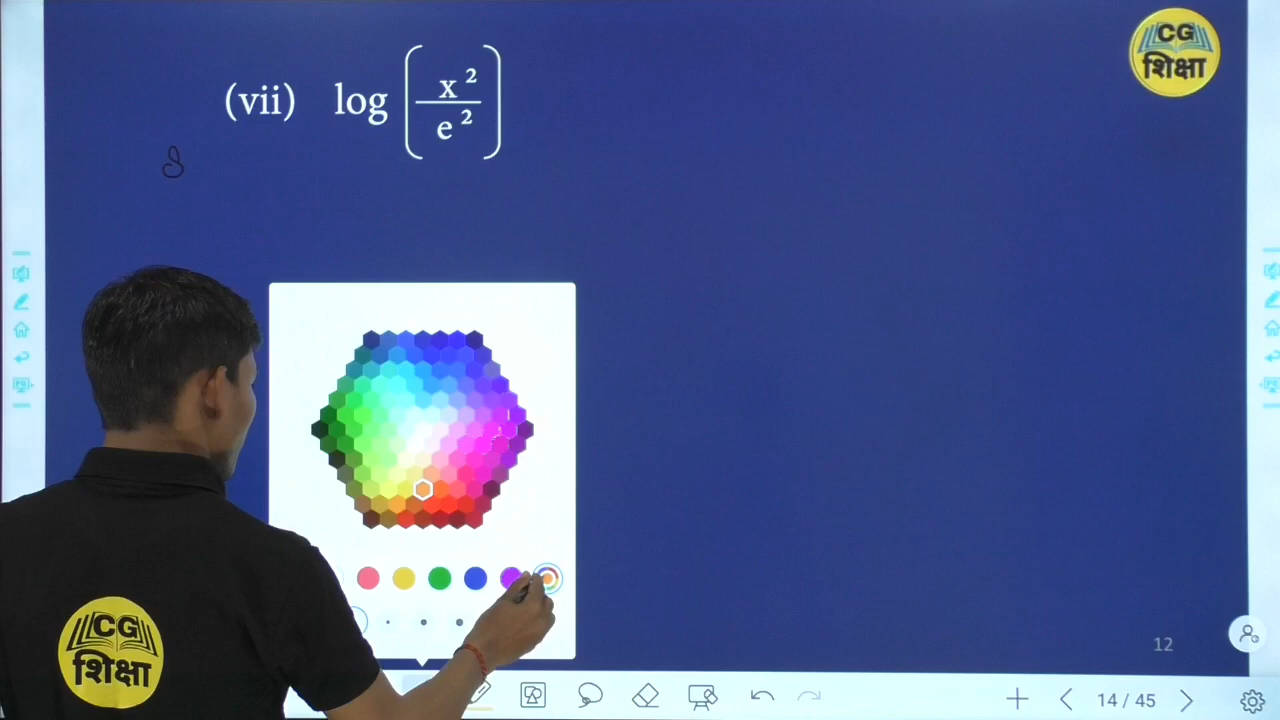 (vii) log ( x² / e² )
CG
शिक्षा
CG
शिक्षा
12
14 / 45